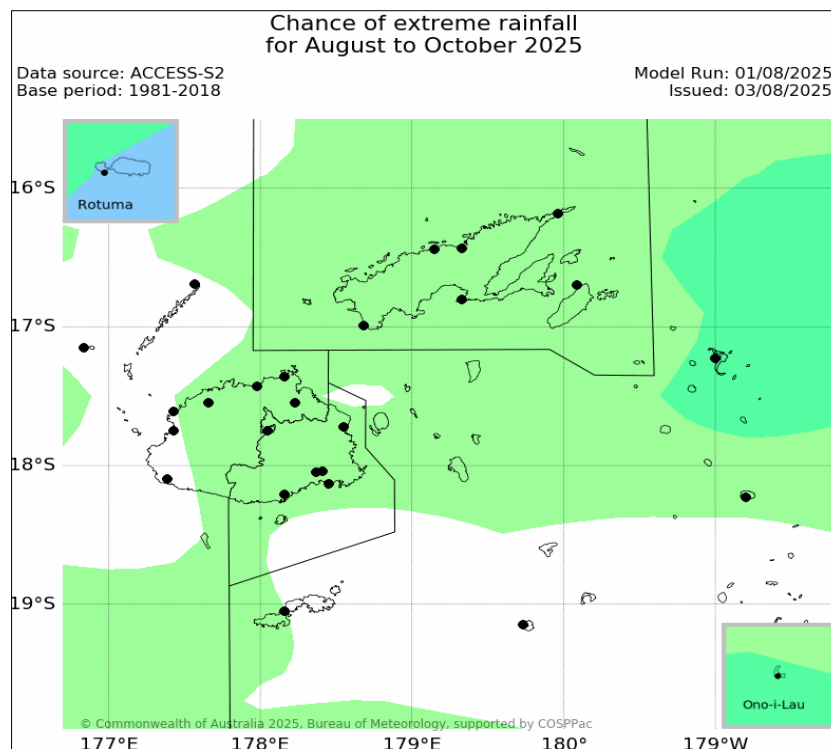 Chance of extreme rainfall
for August to October 2025
Data source: ACCESS-S2
Model Run: 01/08/2025
Base period: 1981-2018
Issued: 03/08/2025
Rotuma
16°S
17°S
18°S
19°S
Ono-i-Lau
© Commonwealth of Australia 2025, Bureau of Meteorology, supported by COSPPac
177°E
178°E
179°E
180°
179°W